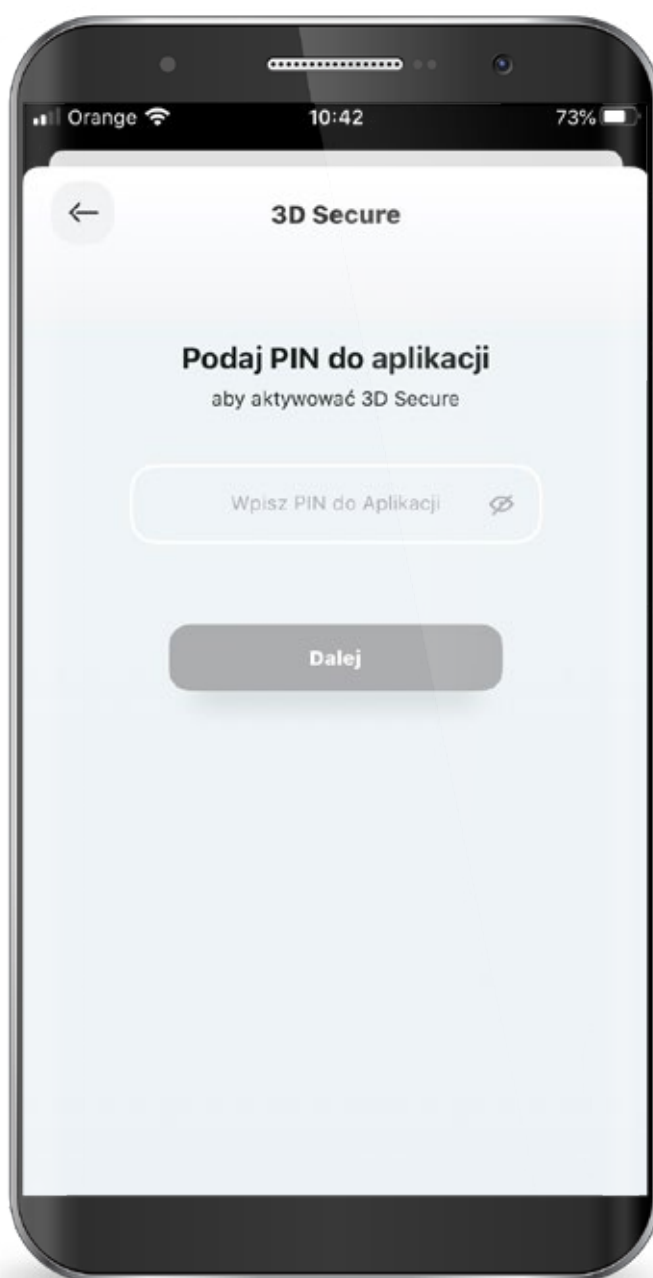 Orange 10:42 73%
3D Secure
Podaj PIN do aplikacji
aby aktywować 3D Secure
Wpisz PIN do Aplikacji
Dalej